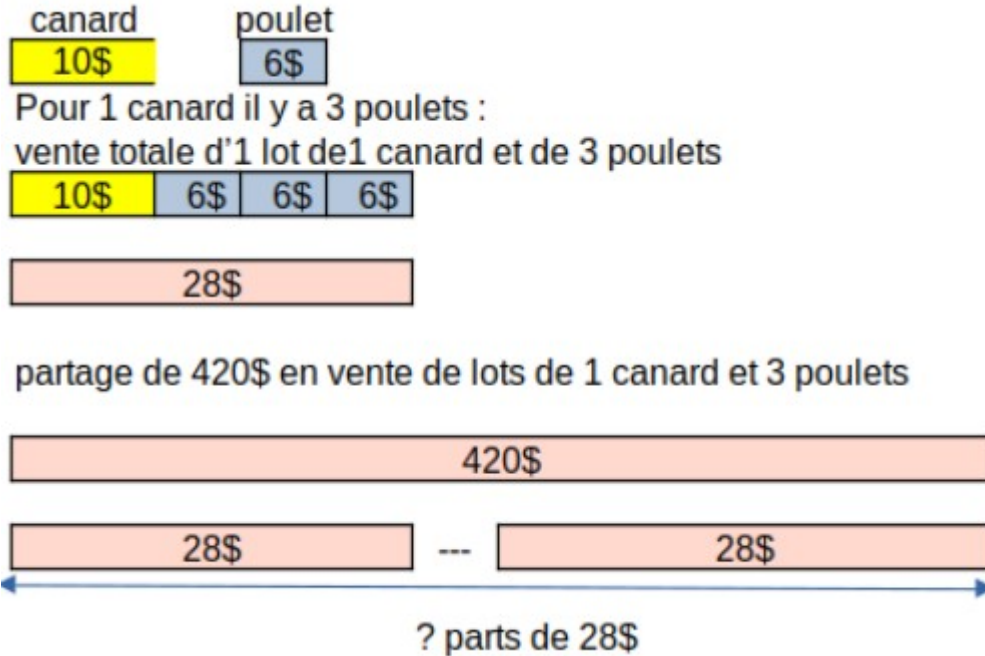 canard poulet
10$ 6$
Pour 1 canard il y a 3 poulets :
vente totale d’1 lot de1 canard et de 3 poulets
10$ 6$ 6$ 6$
28$
partage de 420$ en vente de lots de 1 canard et 3 poulets
420$
28$ --- 28$
? parts de 28$